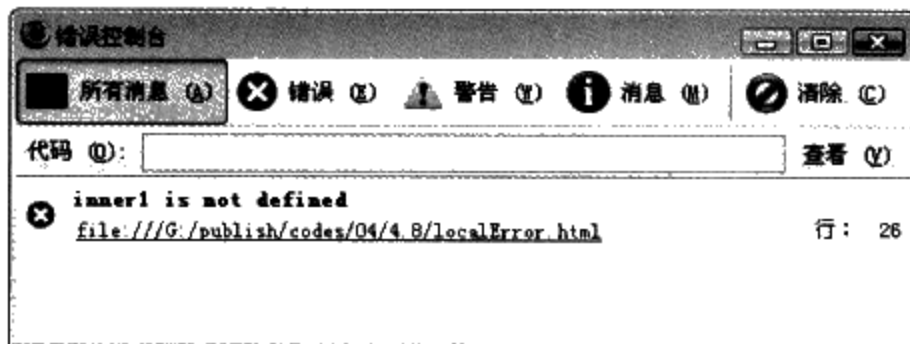 错误控制台
所有消息 (A) 错误 (E) 警告 (W) 消息 (M) 清除 (C)
代码 (O): 查看 (V)
inner1 is not defined
file:///G:/publish/codes/04/4.8/localError.html 行: 26